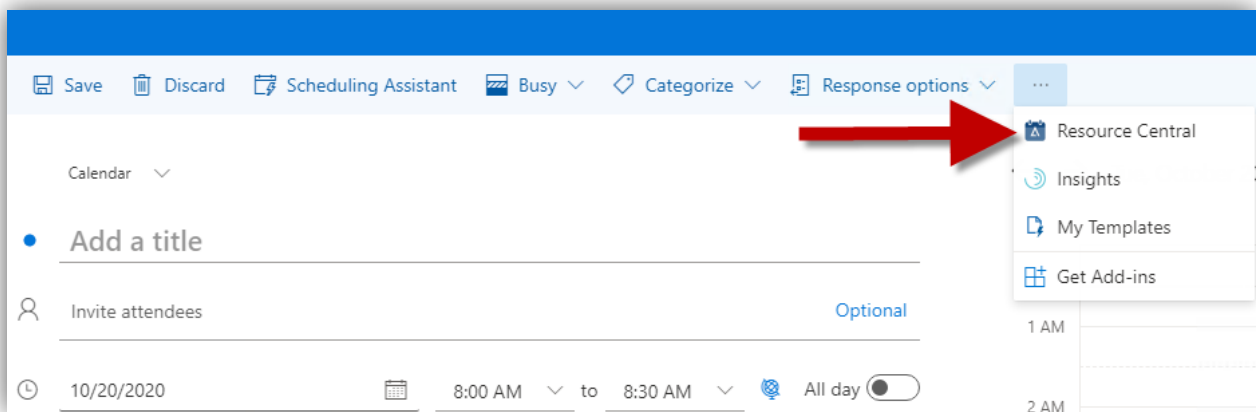 Save Discard Scheduling Assistant Busy Categorize Response options ...
Resource Central
Calendar
Insights
My Templates
Add a title
Get Add-ins
Invite attendees Optional
1 AM
10/20/2020 8:00 AM to 8:30 AM All day
2 AM